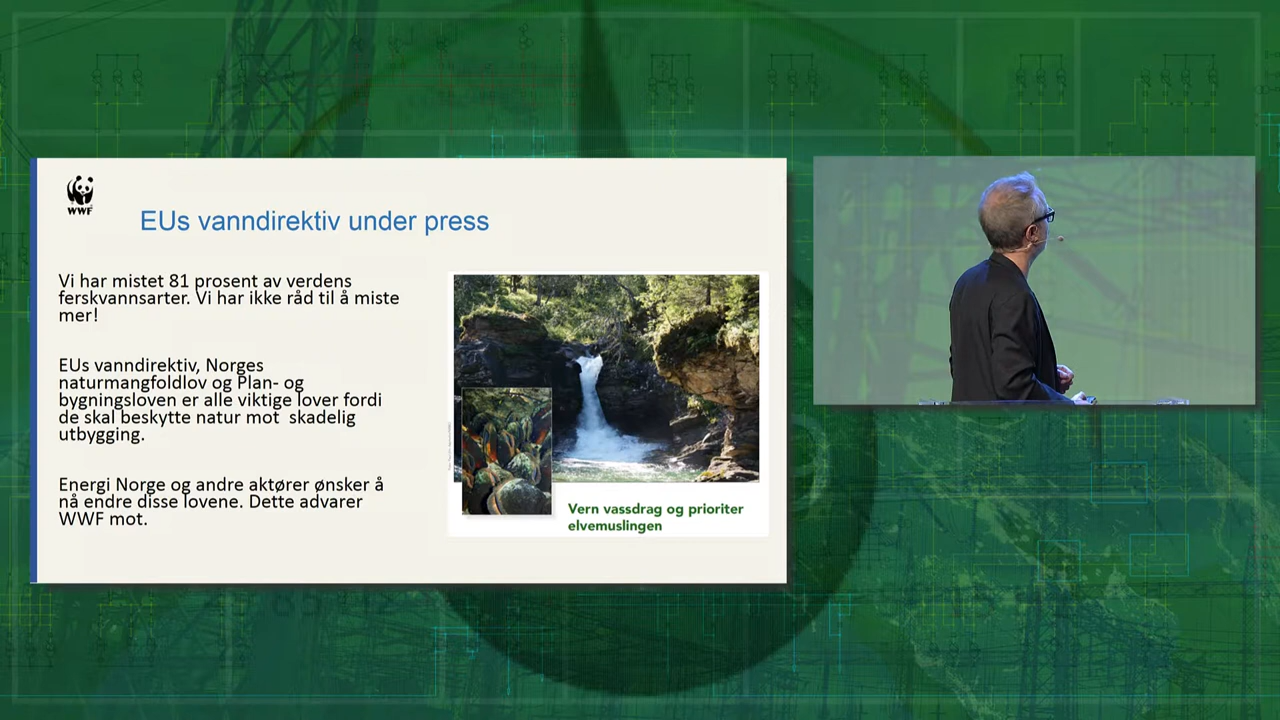 WWF
EUs vanndirektiv under press
Vi har mistet 81 prosent av verdens
ferskvannsarter. Vi har ikke råd til å miste
mer!
EUs vanndirektiv, Norges
naturmangfoldlov og Plan- og
bygningsloven er alle viktige lover fordi
de skal beskytte natur mot  skadelig
utbygging.
Energi Norge og andre aktører ønsker å
nå endre disse lovene. Dette advarer
WWF mot.
Vern vassdrag og prioriter
elvemuslingen